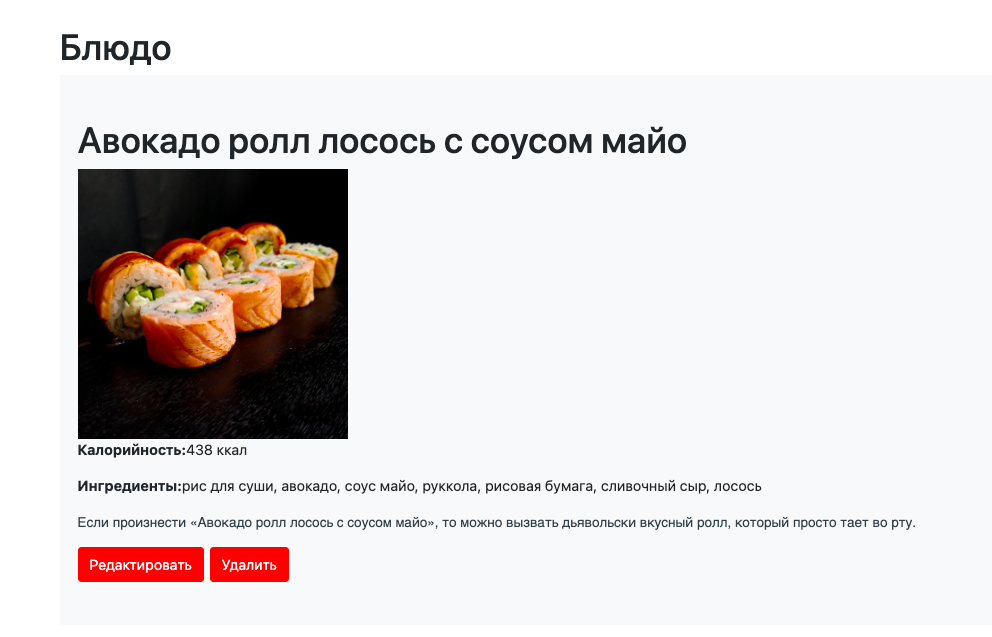 Блюдо
Авокадо ролл лосось с соусом майо
Калорийность:438 ккал
Ингредиенты:рис для суши, авокадо, соус майо, руккола, рисовая бумага, сливочный сыр, лосось
Если произнести «Авокадо ролл лосось с соусом майо», то можно вызвать дьявольски вкусный ролл, который просто тает во рту.
Редактировать Удалить